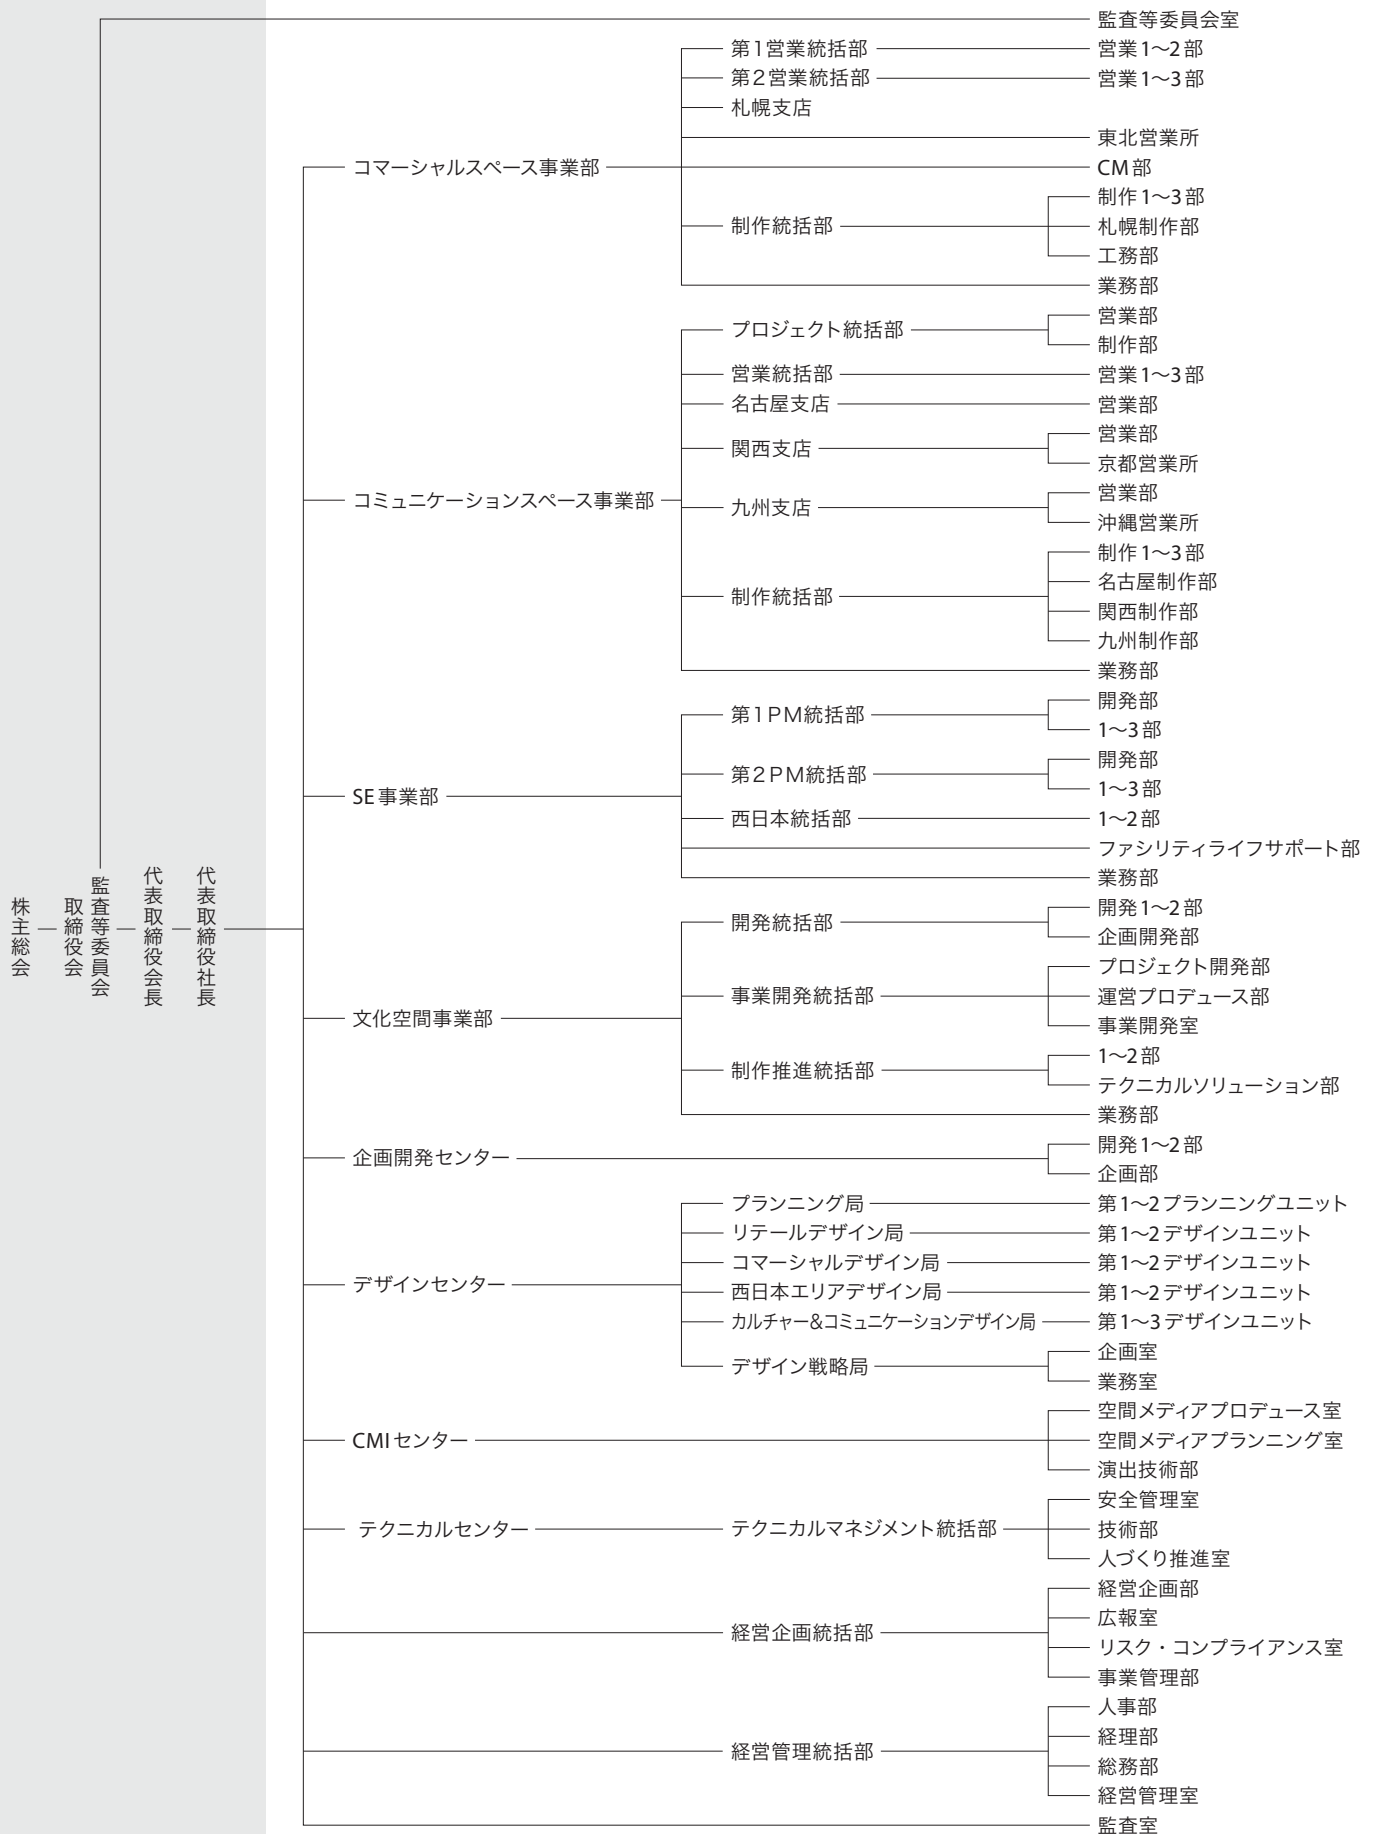 株主総会
取締役会
監査等委員会
代表取締役会長
代表取締役社長
監査等委員会室
コマーシャルスペース事業部
第1営業統括部
営業1〜2部
第2営業統括部
営業1〜3部
札幌支店
東北営業所
CM部
制作統括部
制作1〜3部
札幌制作部
工務部
業務部
コミュニケーションスペース事業部
プロジェクト統括部
営業部
制作部
営業統括部
営業1〜3部
名古屋支店
営業部
関西支店
営業部
京都営業所
九州支店
営業部
沖縄営業所
制作統括部
制作1〜3部
名古屋制作部
関西制作部
九州制作部
業務部
SE事業部
第1PM統括部
開発部
1〜3部
第2PM統括部
開発部
1〜3部
西日本統括部
1〜2部
ファシリティライフサポート部
業務部
文化空間事業部
開発統括部
開発1〜2部
企画開発部
事業開発統括部
プロジェクト開発部
運営プロデュース部
事業開発室
制作推進統括部
1〜2部
テクニカルソリューション部
業務部
企画開発センター
開発1〜2部
企画部
デザインセンター
プランニング局
第1〜2プランニングユニット
リテールデザイン局
第1〜2デザインユニット
コマーシャルデザイン局
第1〜2デザインユニット
西日本エリアデザイン局
第1〜2デザインユニット
カルチャー&コミュニケーションデザイン局
第1〜3デザインユニット
デザイン戦略局
企画室
業務室
CMIセンター
空間メディアプロデュース室
空間メディアプランニング室
演出技術部
テクニカルセンター
テクニカルマネジメント統括部
安全管理室
技術部
人づくり推進室
経営企画統括部
経営企画部
広報室
リスク・コンプライアンス室
事業管理部
経営管理統括部
人事部
経理部
総務部
経営管理室
監査室